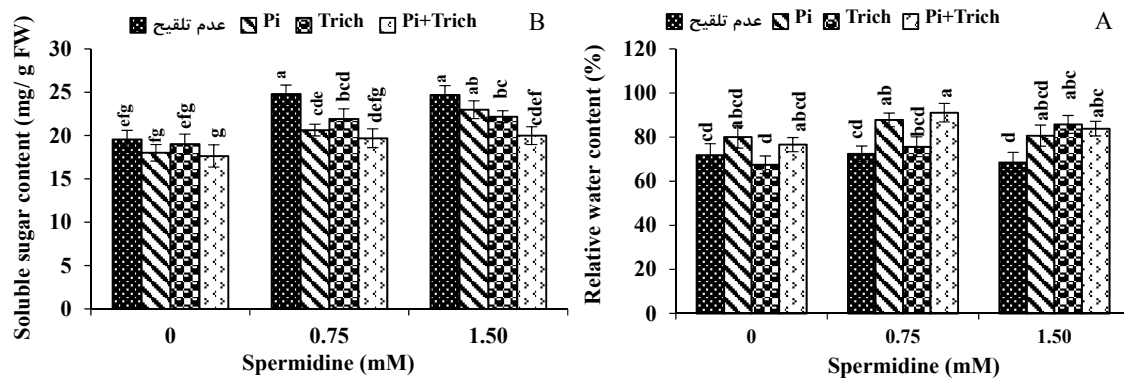 عدم تلقیح Pi Trich Pi+Trich
B
Soluble sugar content (mg/ g FW)
30
25
20
15
10
5
0
efg fg efg g
a cde bcd defg
a ab bc cdef
0 0.75 1.50
Spermidine (mM)
عدم تلقیح Pi Trich Pi+Trich
A
Relative water content (%)
120
100
80
60
40
20
0
cd abcd d abcd
cd ab bcd a
d abcd abc abc
0 0.75 1.50
Spermidine (mM)